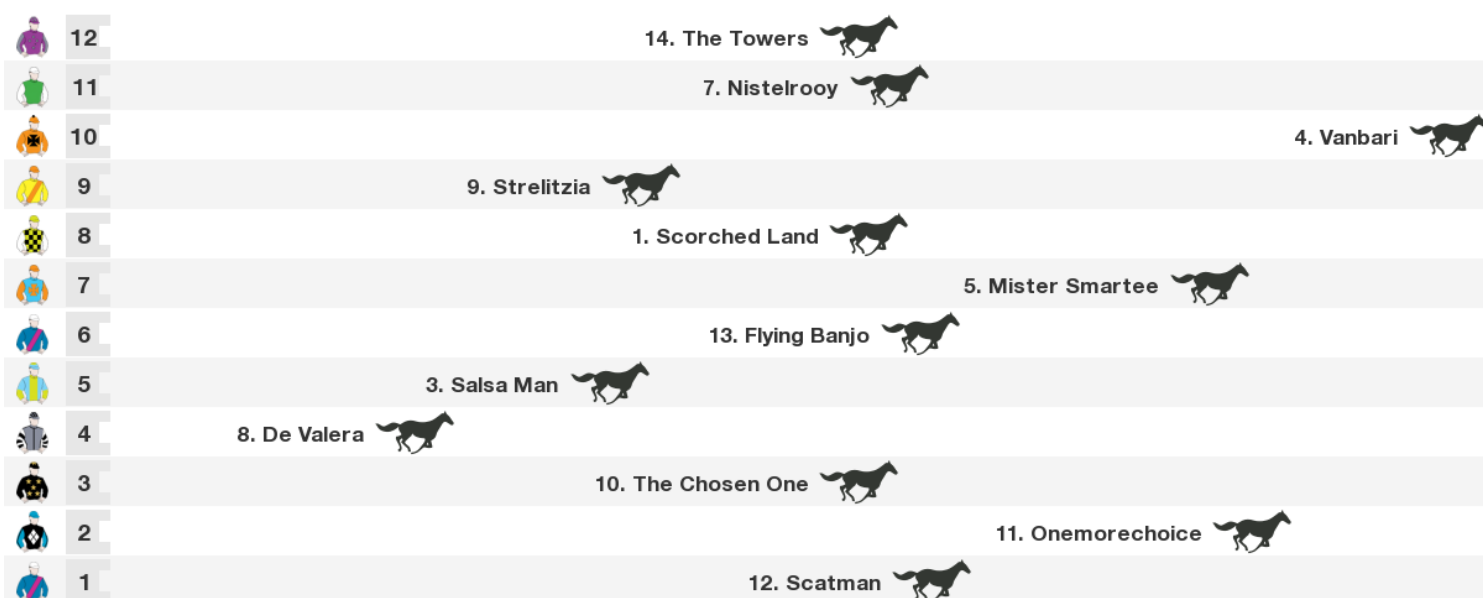 12 14. The Towers
11 7. Nistelrooy
10 4. Vanbari
9 9. Strelitzia
8 1. Scorched Land
7 5. Mister Smartee
6 13. Flying Banjo
5 3. Salsa Man
4 8. De Valera
3 10. The Chosen One
2 11. Onemorechoice
1 12. Scatman